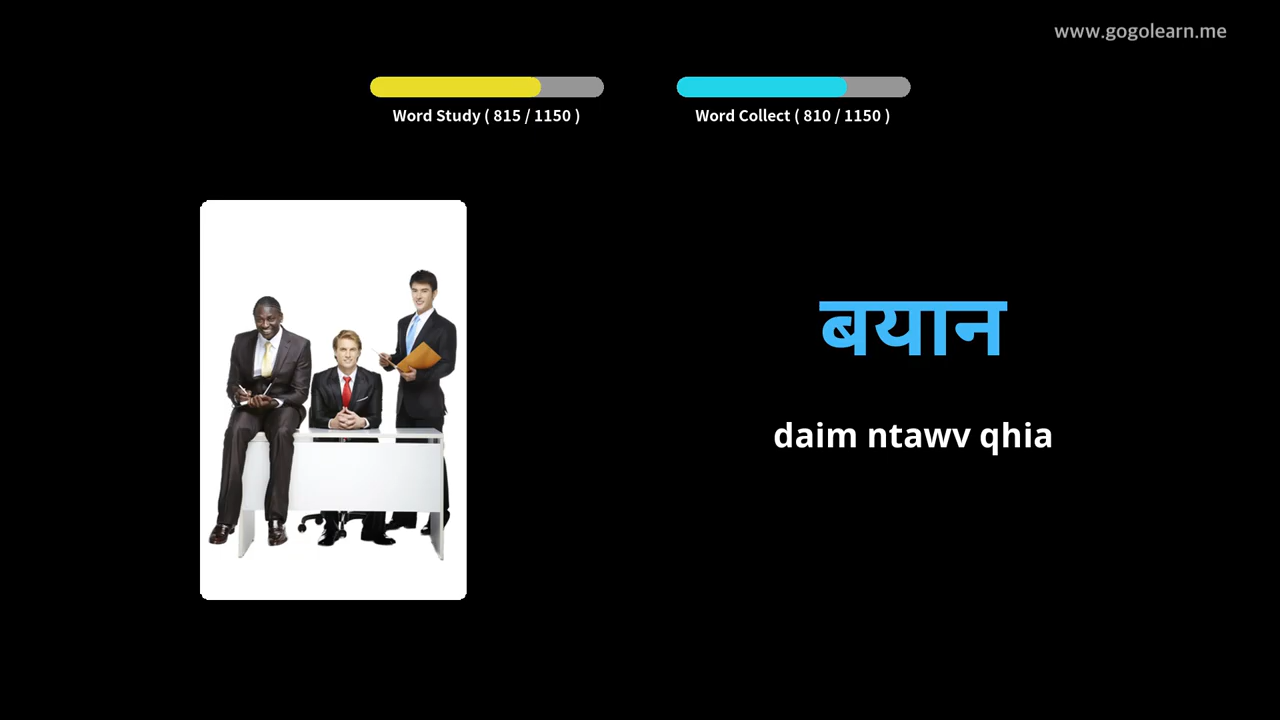 www.gogolearn.me
Word Study ( 815 / 1150 )
Word Collect ( 810 / 1150 )
बयान
daim ntawv qhia